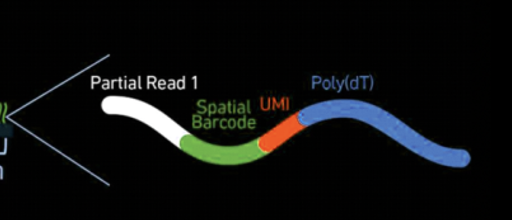 Partial Read 1
Spatial
Barcode
UMI
Poly(dT)